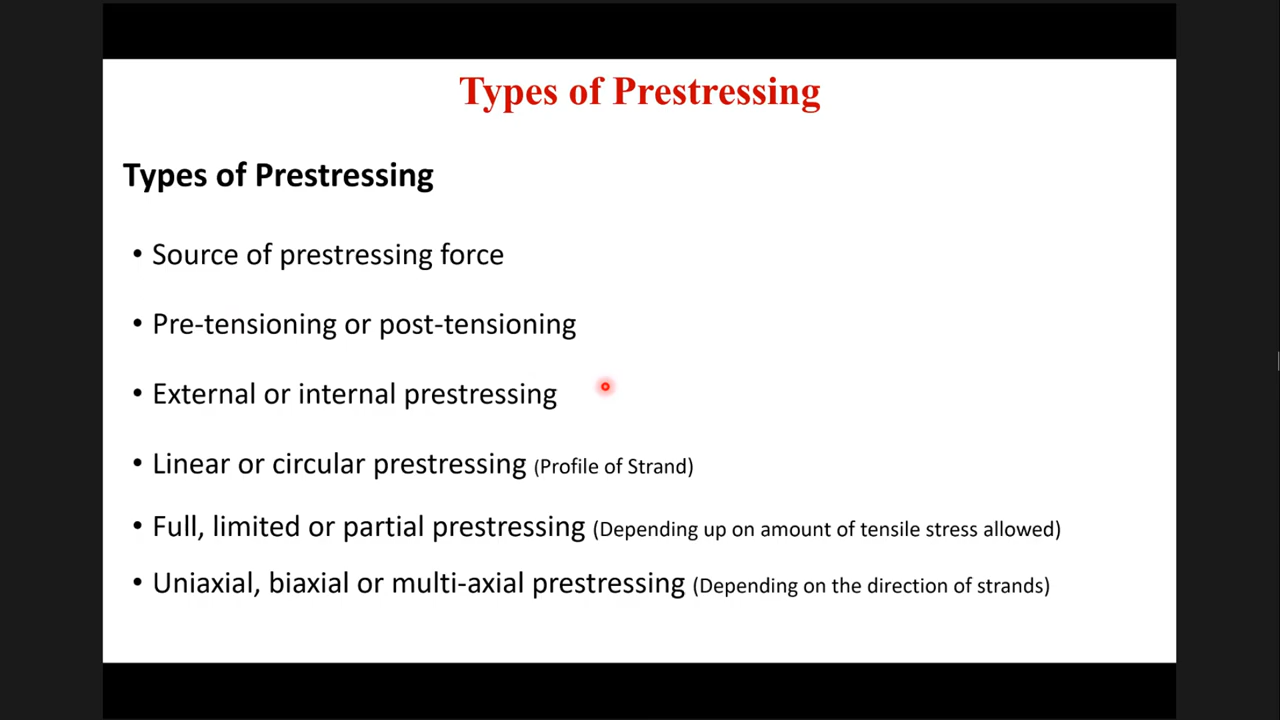 Types of Prestressing
Types of Prestressing
• Source of prestressing force
• Pre-tensioning or post-tensioning
• External or internal prestressing
• Linear or circular prestressing (Profile of Strand)
• Full, limited or partial prestressing (Depending up on amount of tensile stress allowed)
• Uniaxial, biaxial or multi-axial prestressing (Depending on the direction of strands)